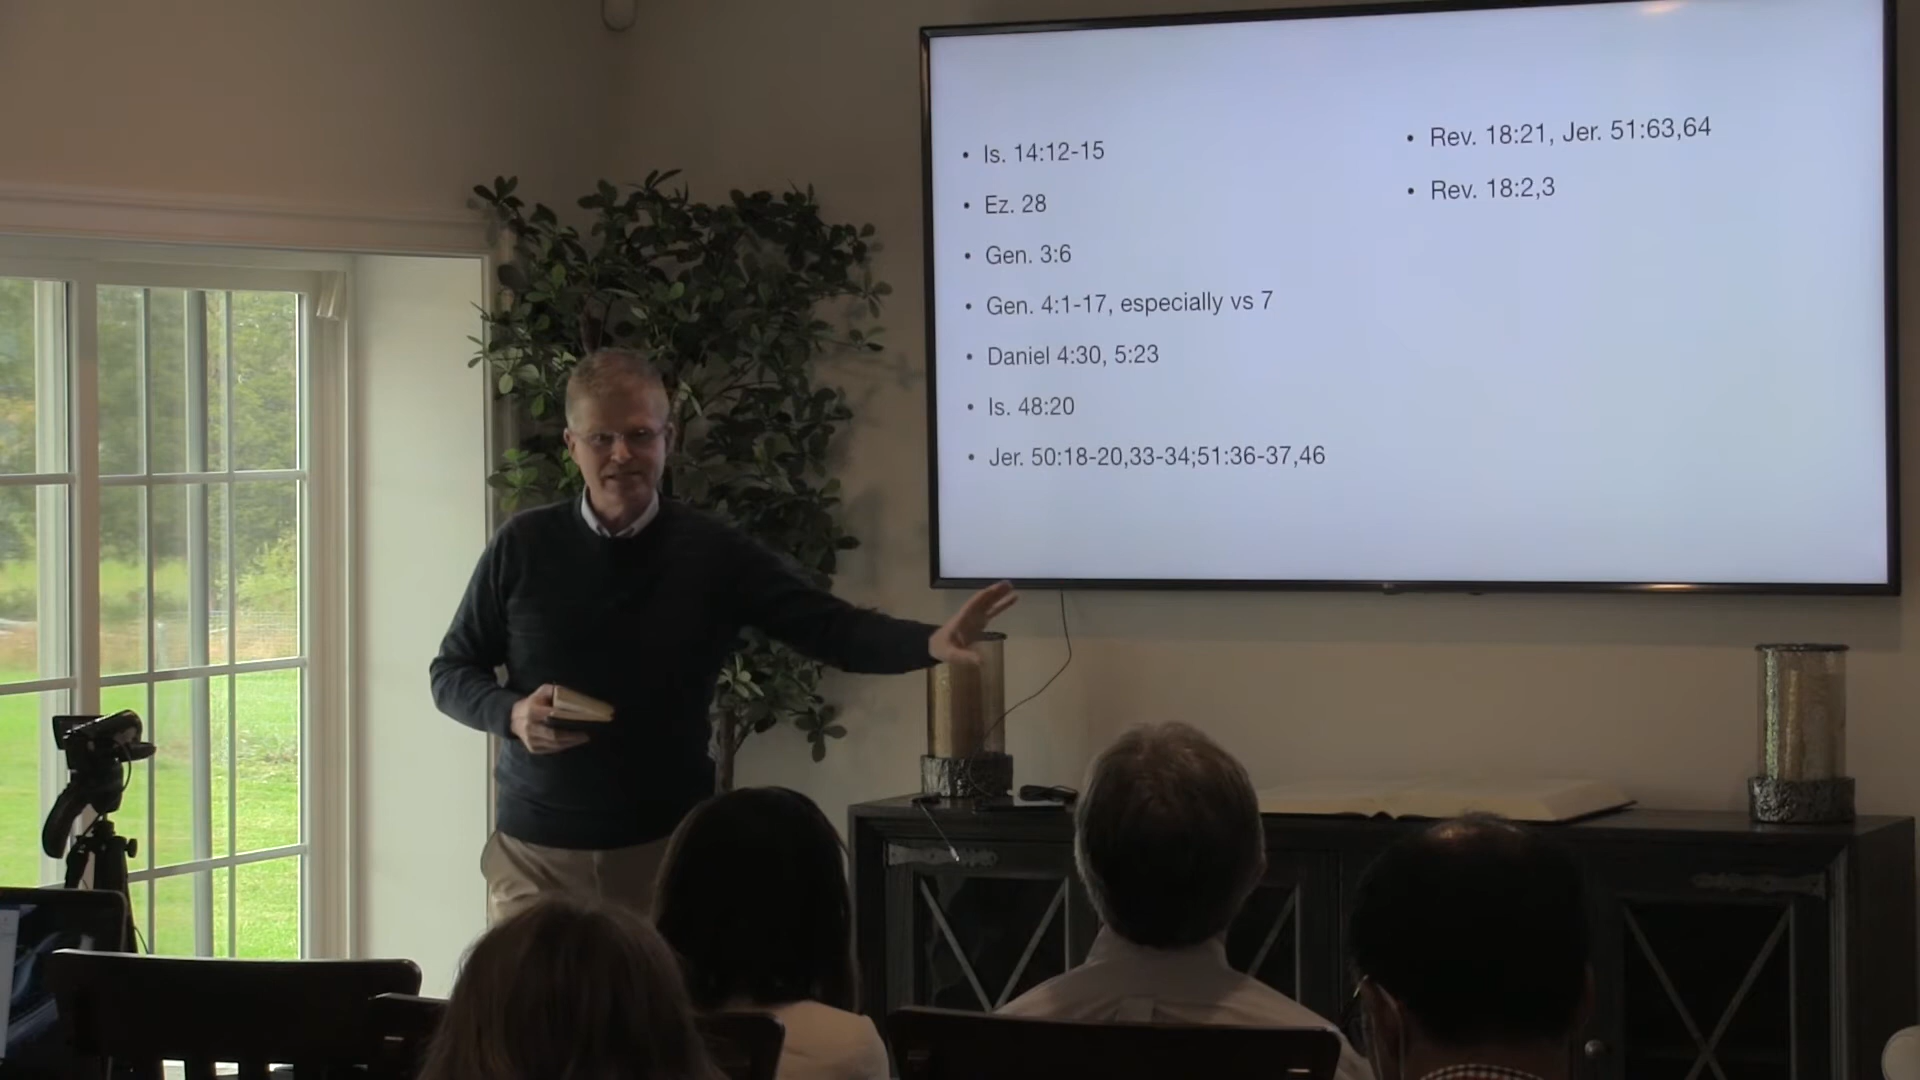 • Is. 14:12-15
• Ez. 28
• Gen. 3:6
• Gen. 4:1-17, especially vs 7
• Daniel 4:30, 5:23
• Is. 48:20
• Jer. 50:18-20,33-34;51:36-37,46
• Rev. 18:21, Jer. 51:63,64
• Rev. 18:2,3